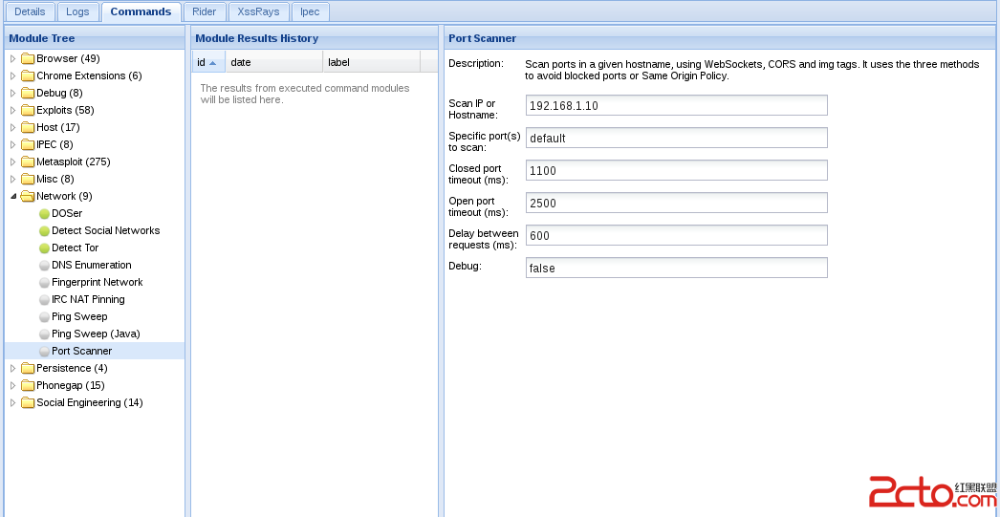 Details Logs Commands Rider XssRays Ipec
Module Tree
Browser (49)
Chrome Extensions (6)
Debug (8)
Exploits (58)
Host (17)
IPEC (8)
Metasploit (275)
Misc (8)
Network (9)
DOSer
Detect Social Networks
Detect Tor
DNS Enumeration
Fingerprint Network
IRC NAT Pinning
Ping Sweep
Ping Sweep (Java)
Port Scanner
Persistence (4)
Phonegap (15)
Social Engineering (14)
Module Results History
id date label
The results from executed command modules
will be listed here.
Port Scanner
Description: Scan ports in a given hostname, using WebSockets, CORS and img tags. It uses the three methods
to avoid blocked ports or Same Origin Policy.
Scan IP or
Hostname:
192.168.1.10
Specific port(s)
to scan:
default
Closed port
timeout (ms):
1100
Open port
timeout (ms):
2500
Delay between
requests (ms):
600
Debug:
false
2cto.com
红黑联盟